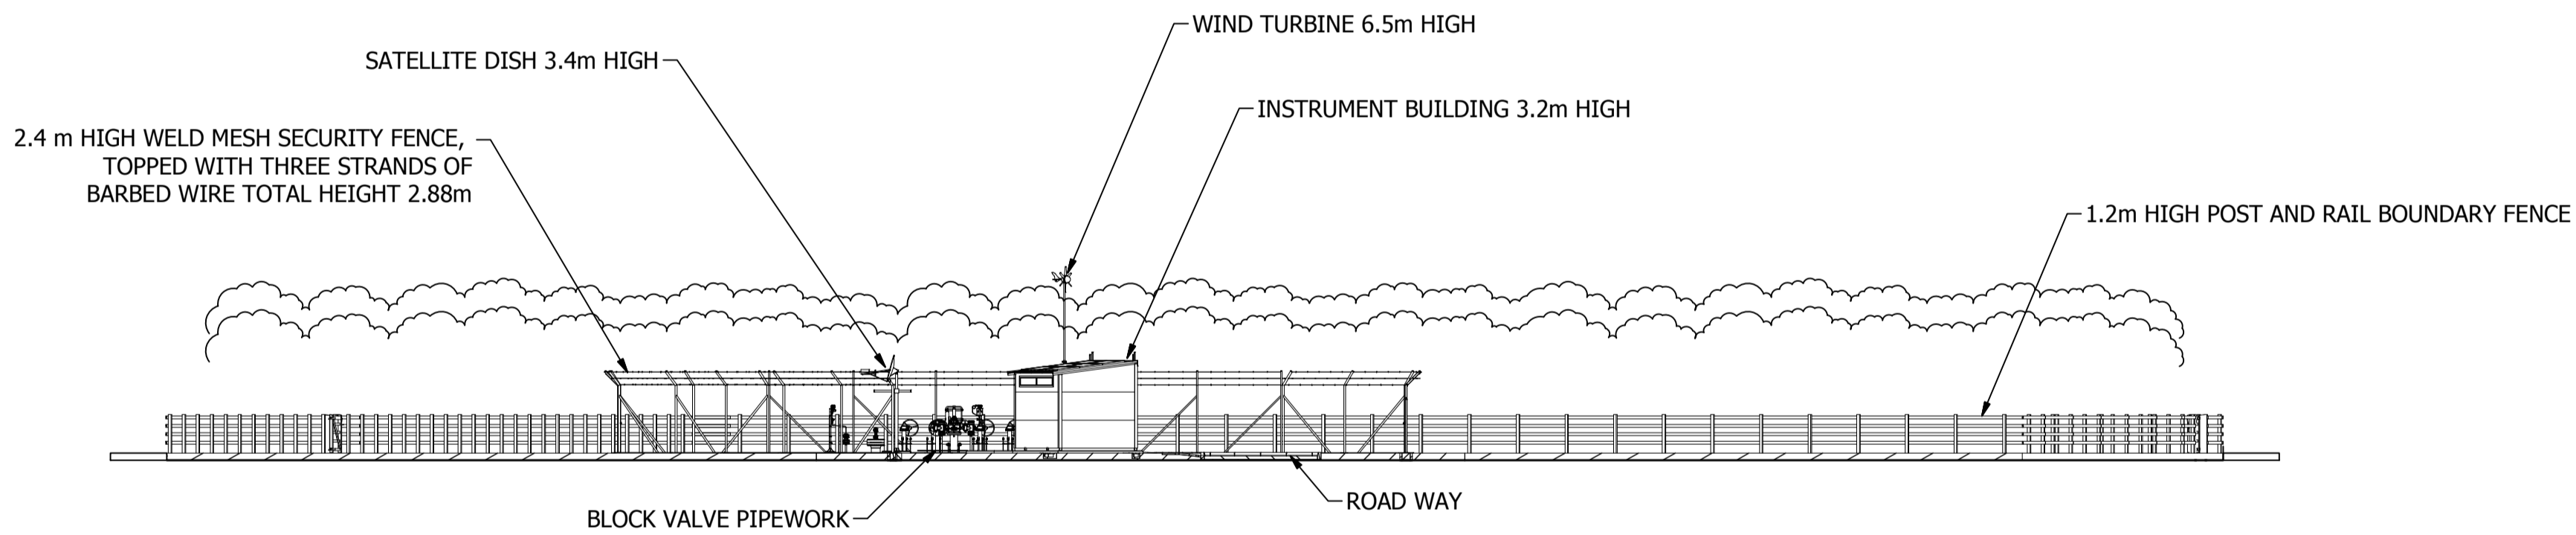 WIND TURBINE 6.5m HIGH
SATELLITE DISH 3.4m HIGH
INSTRUMENT BUILDING 3.2m HIGH
2.4 m HIGH WELD MESH SECURITY FENCE,
TOPPED WITH THREE STRANDS OF
BARBED WIRE TOTAL HEIGHT 2.88m
1.2m HIGH POST AND RAIL BOUNDARY FENCE
ROAD WAY
BLOCK VALVE PIPEWORK